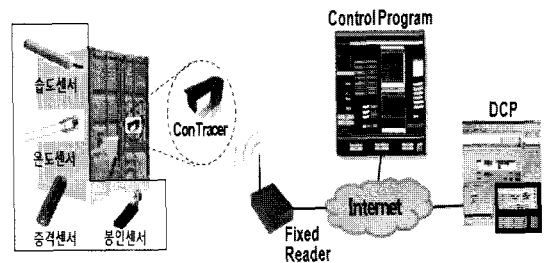 습도센서
온도센서
충격센서
봉인센서
ConTracer
Control Program
DCP
Internet
Fixed
Reader